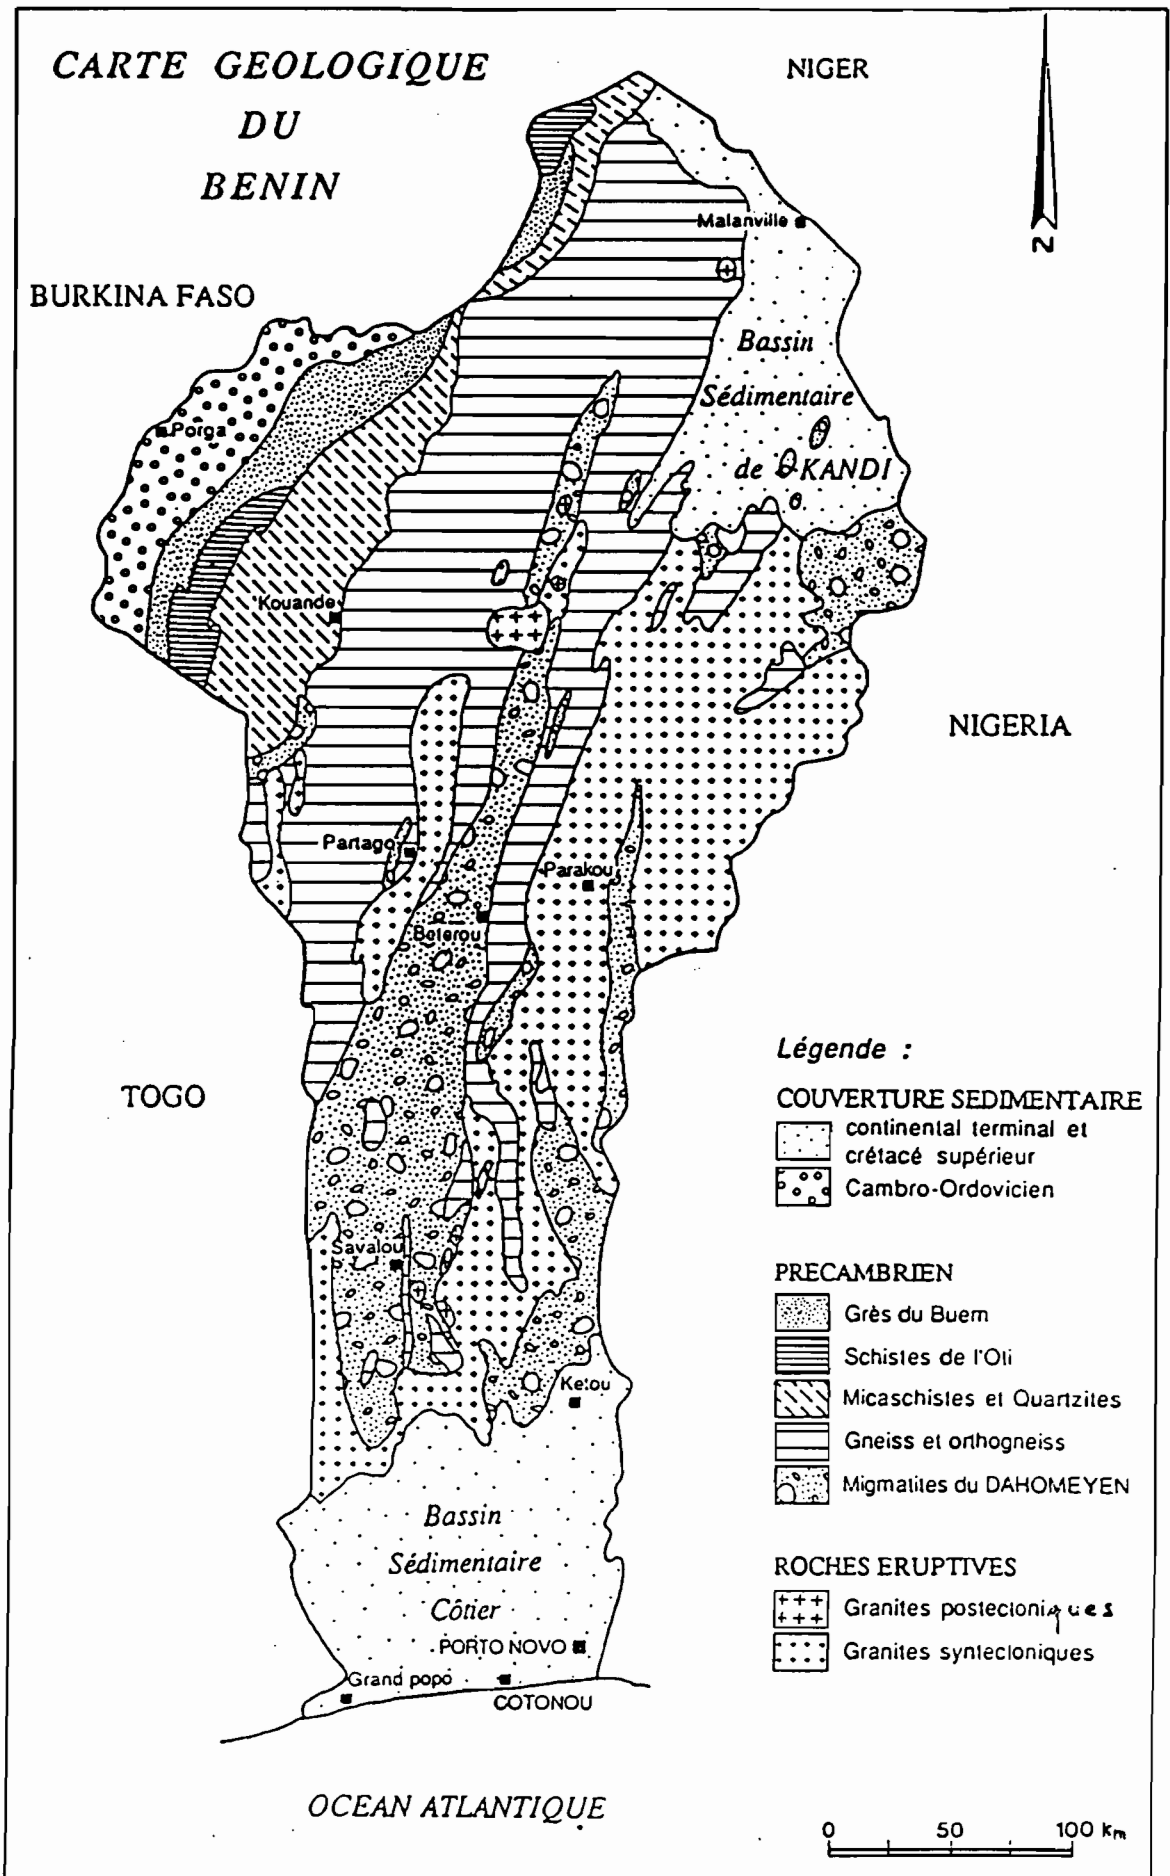 CARTE GEOLOGIQUE
DU
BENIN
NIGER
N
Malanville
BURKINA FASO
Bassin
Sédimentaire
de KANDI
Porga
Kouande
NIGERIA
Partago
Parakou
Beterou
TOGO
Savalou
Ketou
Bassin
Sédimentaire
Côtier
PORTO NOVO
Grand popo
COTONOU
OCEAN ATLANTIQUE
Légende :
COUVERTURE SEDIMENTAIRE
continental terminal et
crétacé supérieur
Cambro-Ordovicien
PRECAMBRIEN
Grès du Buem
Schistes de l'Oti
Micaschistes et Quartzites
Gneiss et orthogneiss
Migmatites du DAHOMEYEN
ROCHES ERUPTIVES
Granites postectoniques
Granites syntectoniques
0 50 100 km